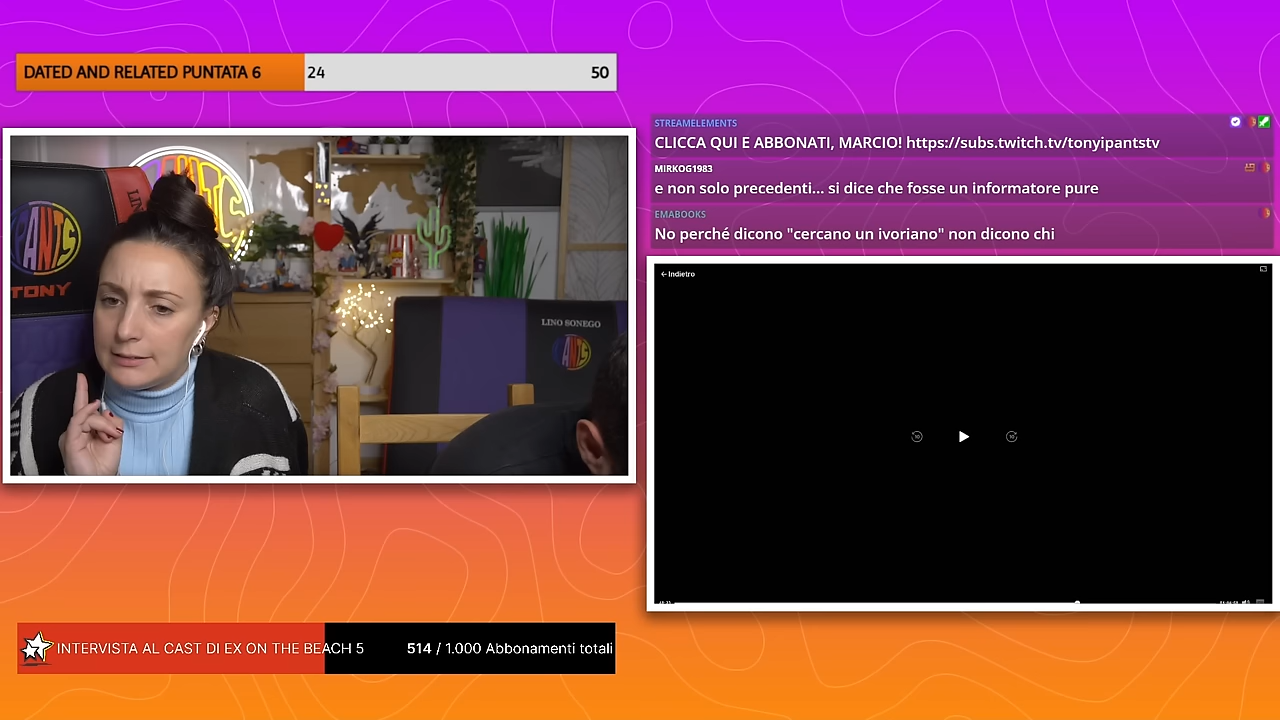 DATED AND RELATED PUNTATA 6 24 50
STREAMELEMENTS
CLICCA QUI E ABBONATI, MARCIO! https://subs.twitch.tv/tonyipantstv
MIRKOG1983
e non solo precedenti... si dice che fosse un informatore pure
EMABOOKS
No perché dicono "cercano un ivoriano" non dicono chi
Indietro
PANTS
TONY
LINO SONEGO
PANTS
10 10
INTERVISTA AL CAST DI EX ON THE BEACH 5 514 / 1.000 Abbonamenti totali